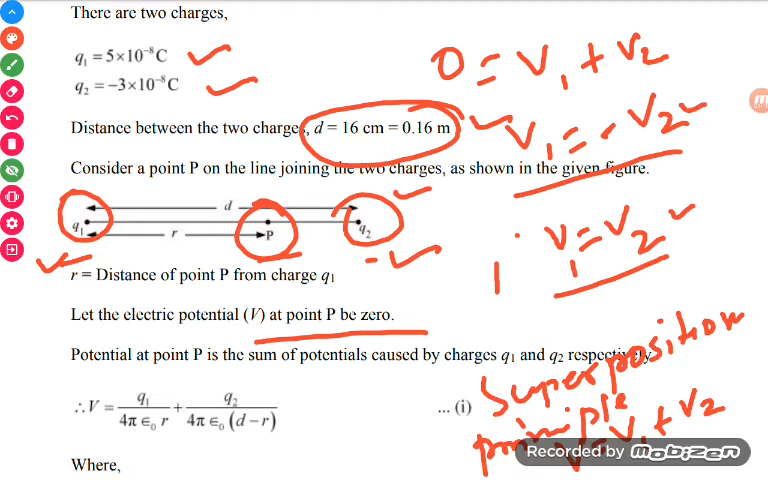 There are two charges,
q₁ = 5×10⁻⁸C
q₂ = −3×10⁻⁸C
0 = V₁ + V₂
Distance between the two charges, d = 16 cm = 0.16 m
V₁ = - V₂
Consider a point P on the line joining the two charges, as shown in the given figure.
d
q₁ r P q₂
V₁ = V₂
r = Distance of point P from charge q₁
Let the electric potential (V) at point P be zero.
Potential at point P is the sum of potentials caused by charges q₁ and q₂ respectively.
Superposition
principle
∴V = q₁/4π∈₀ r + q₂/4π∈₀ (d−r) ... (i)
V = V₁ + V₂
Recorded by mobizen
Where,